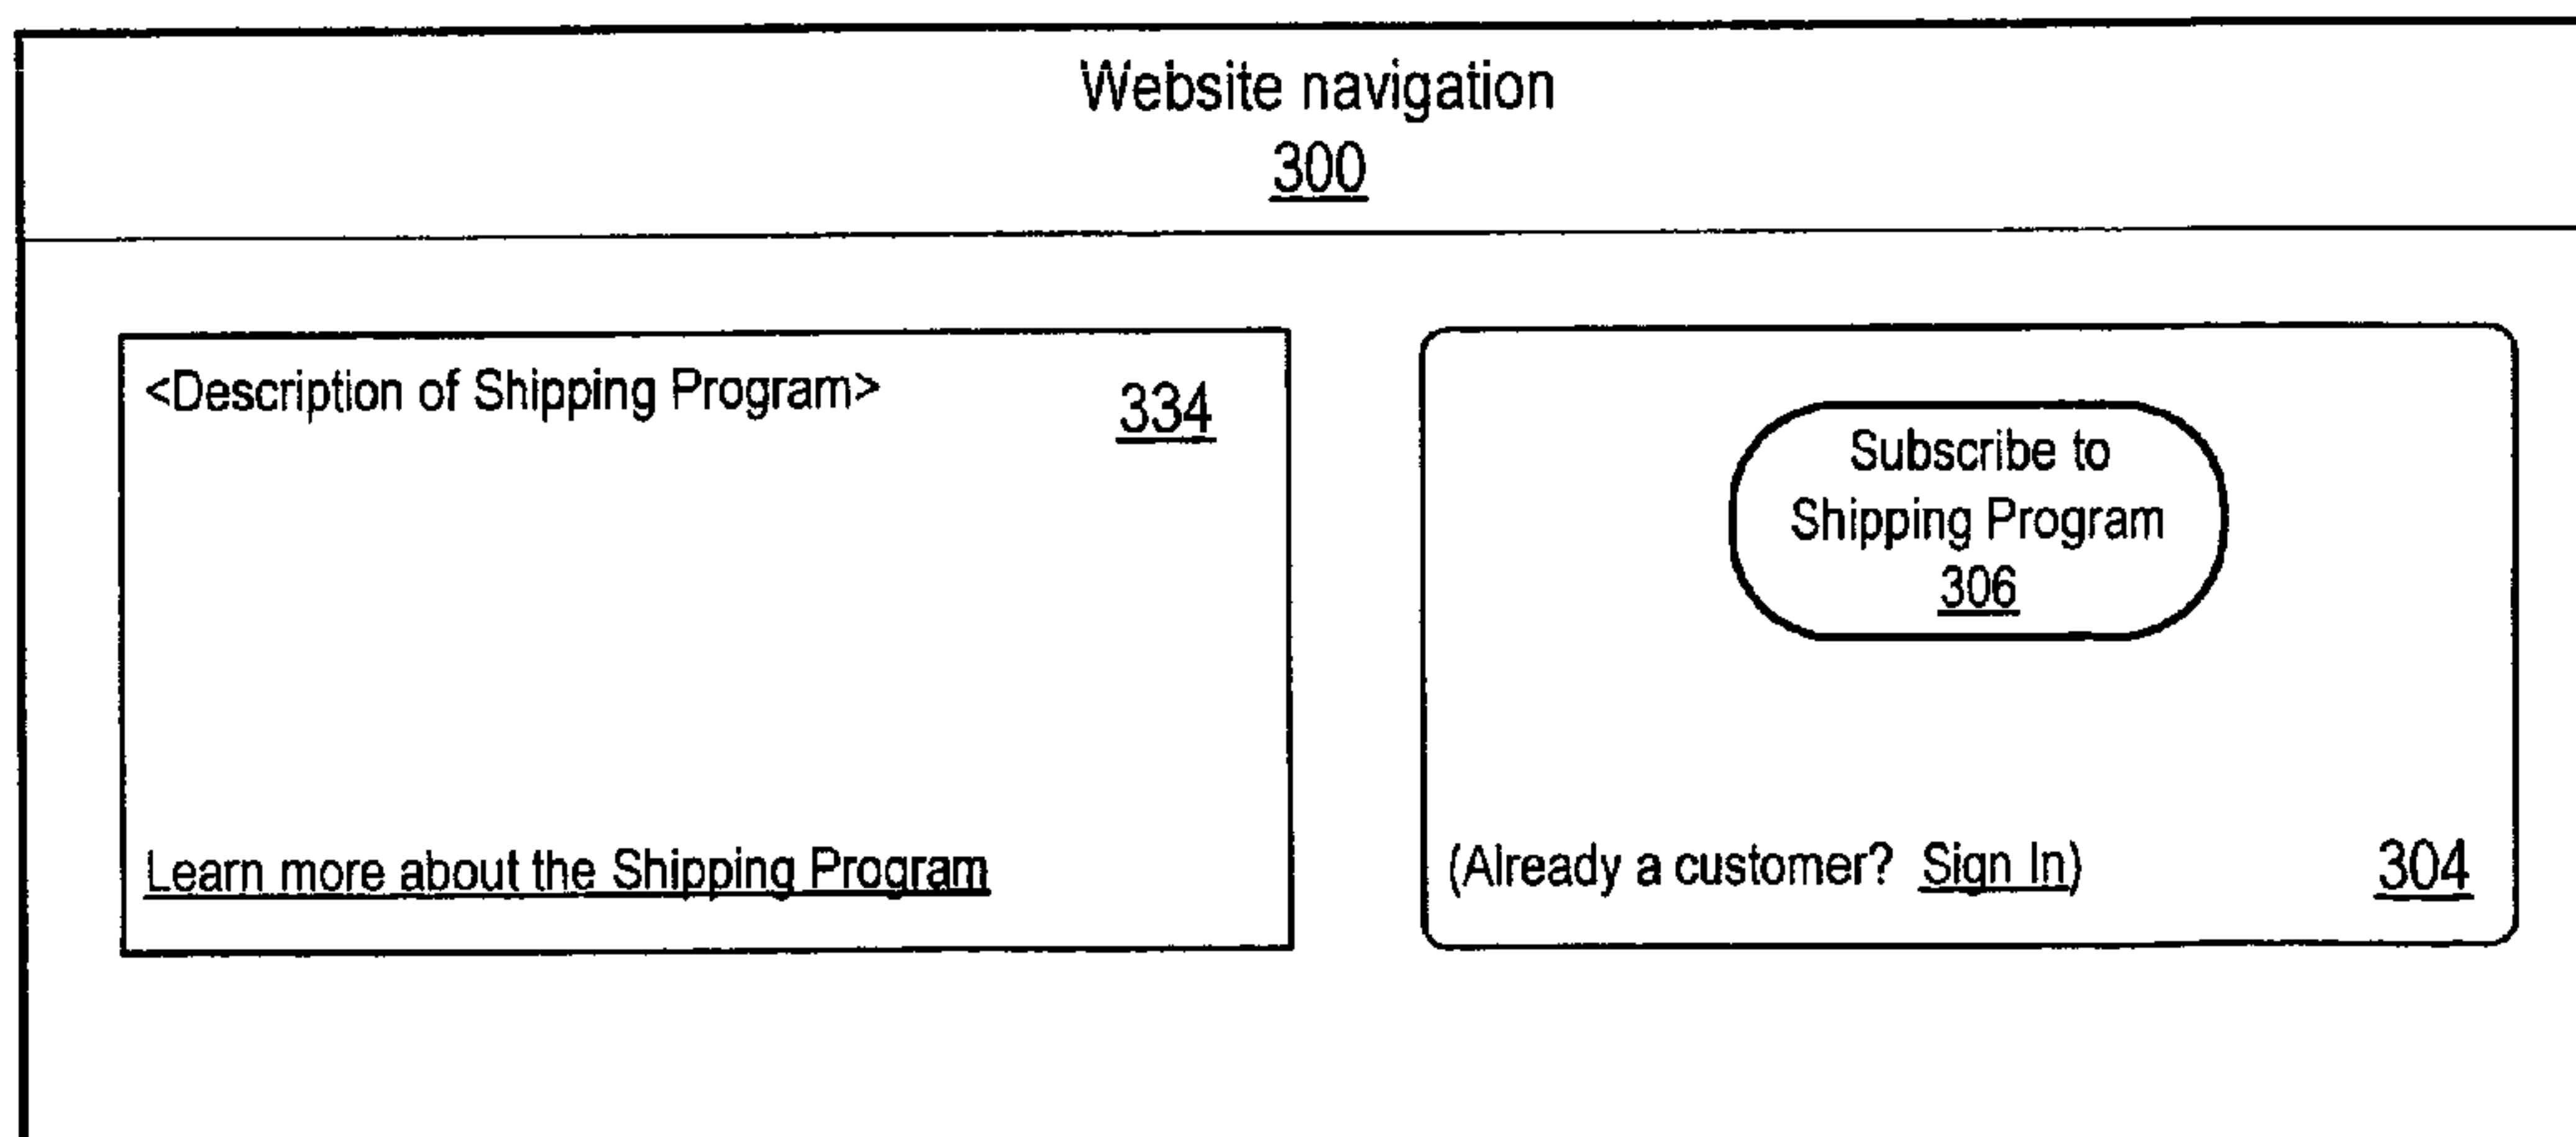 Website navigation
300
<Description of Shipping Program>
334
Learn more about the Shipping Program
Subscribe to
Shipping Program
306
(Already a customer? Sign In)
304